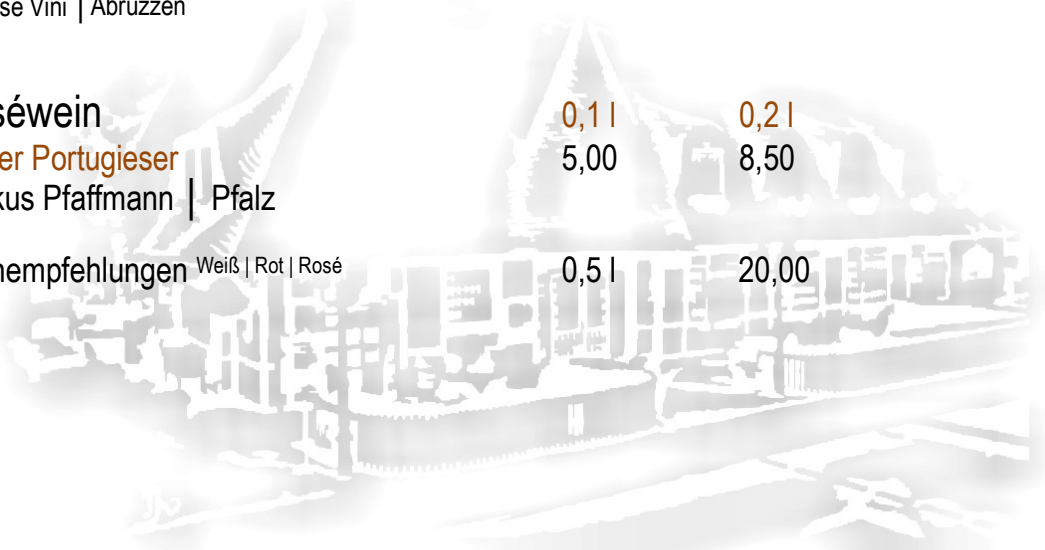 se Vini | Abruzzen
séwein 0,1 l 0,2 l
er Portugieser 5,00 8,50
kus Pfaffmann | Pfalz
nempfehlungen Weiß | Rot | Rosé 0,5 l 20,00